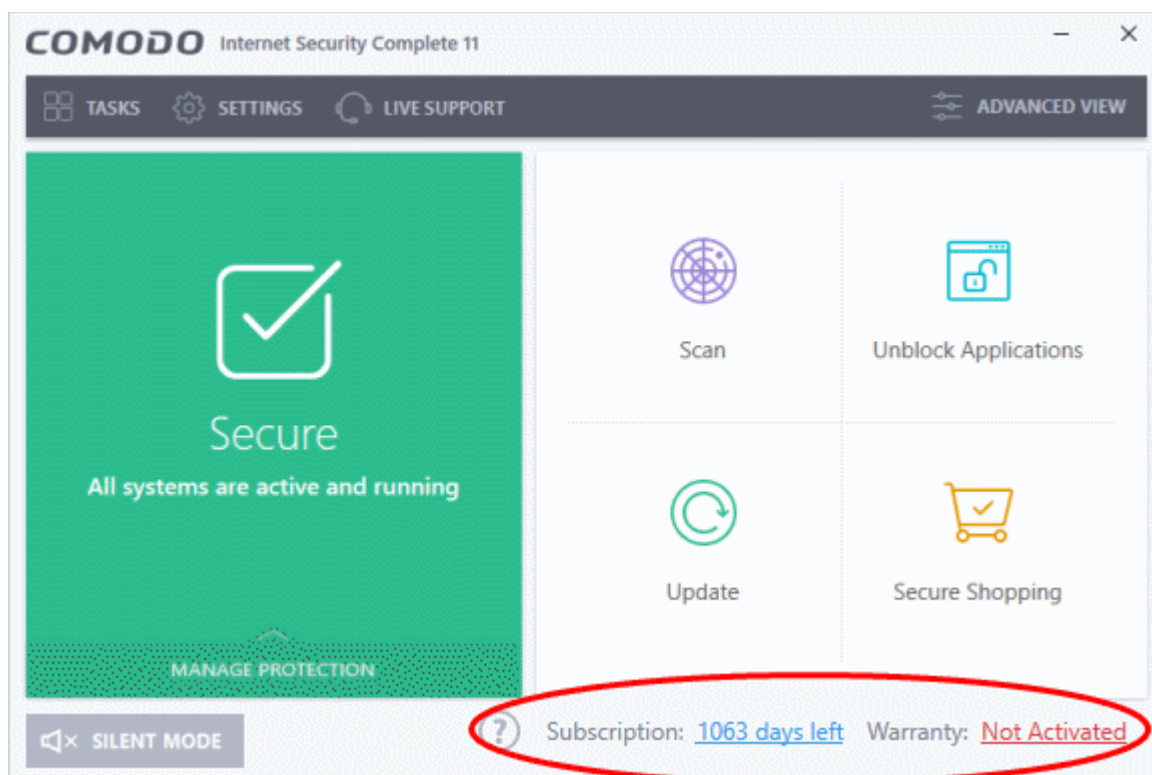 COMODO Internet Security Complete 11
TASKS SETTINGS LIVE SUPPORT ADVANCED VIEW
Secure
All systems are active and running
MANAGE PROTECTION
Scan
Unblock Applications
Update
Secure Shopping
SILENT MODE
? Subscription: 1063 days left Warranty: Not Activated